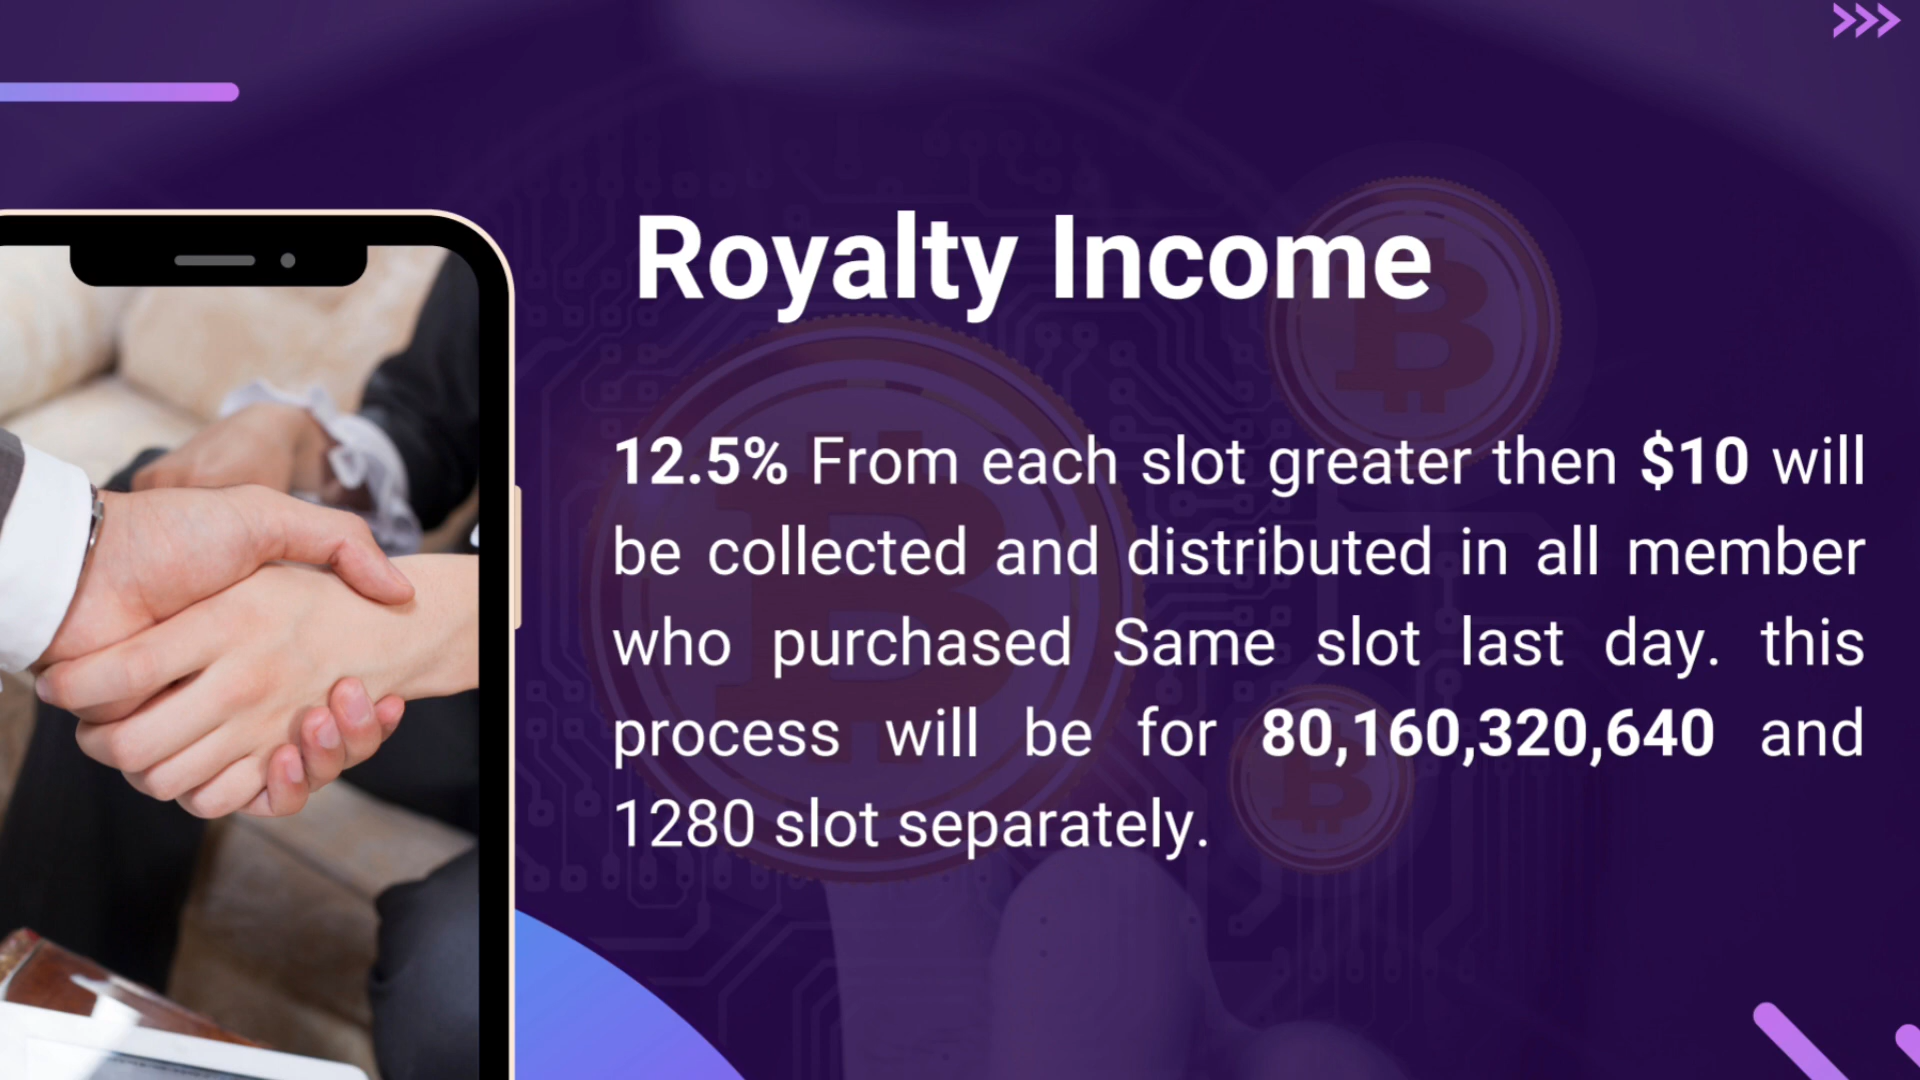 Royalty Income
12.5% From each slot greater then $10 will
be collected and distributed in all member
who purchased Same slot last day. this
process will be for 80,160,320,640 and
1280 slot separately.